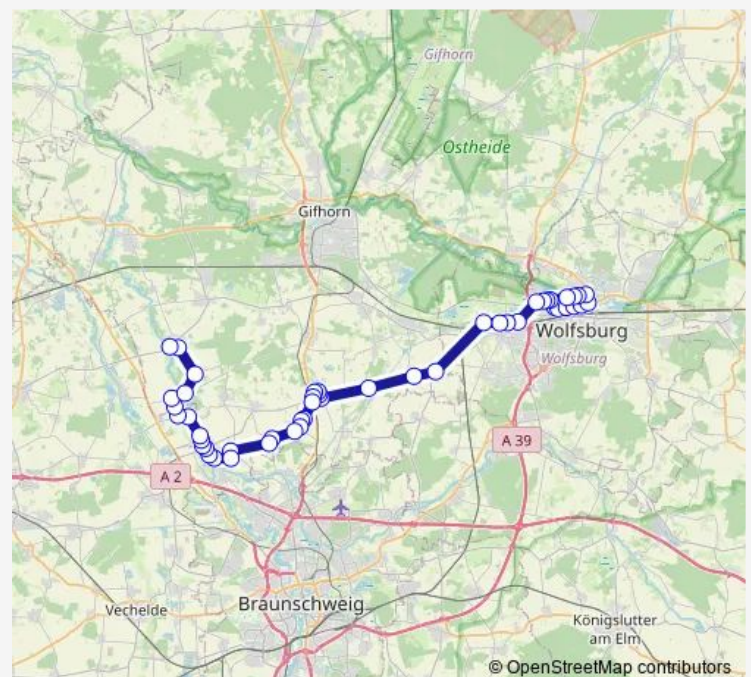 Gifhorn
Ostheide
Gifhorn
Wolfsburg
Wolfsburg
A 39
A 2
Braunschweig
Vechelde
Königslutter
am Elm
© OpenStreetMap contributors